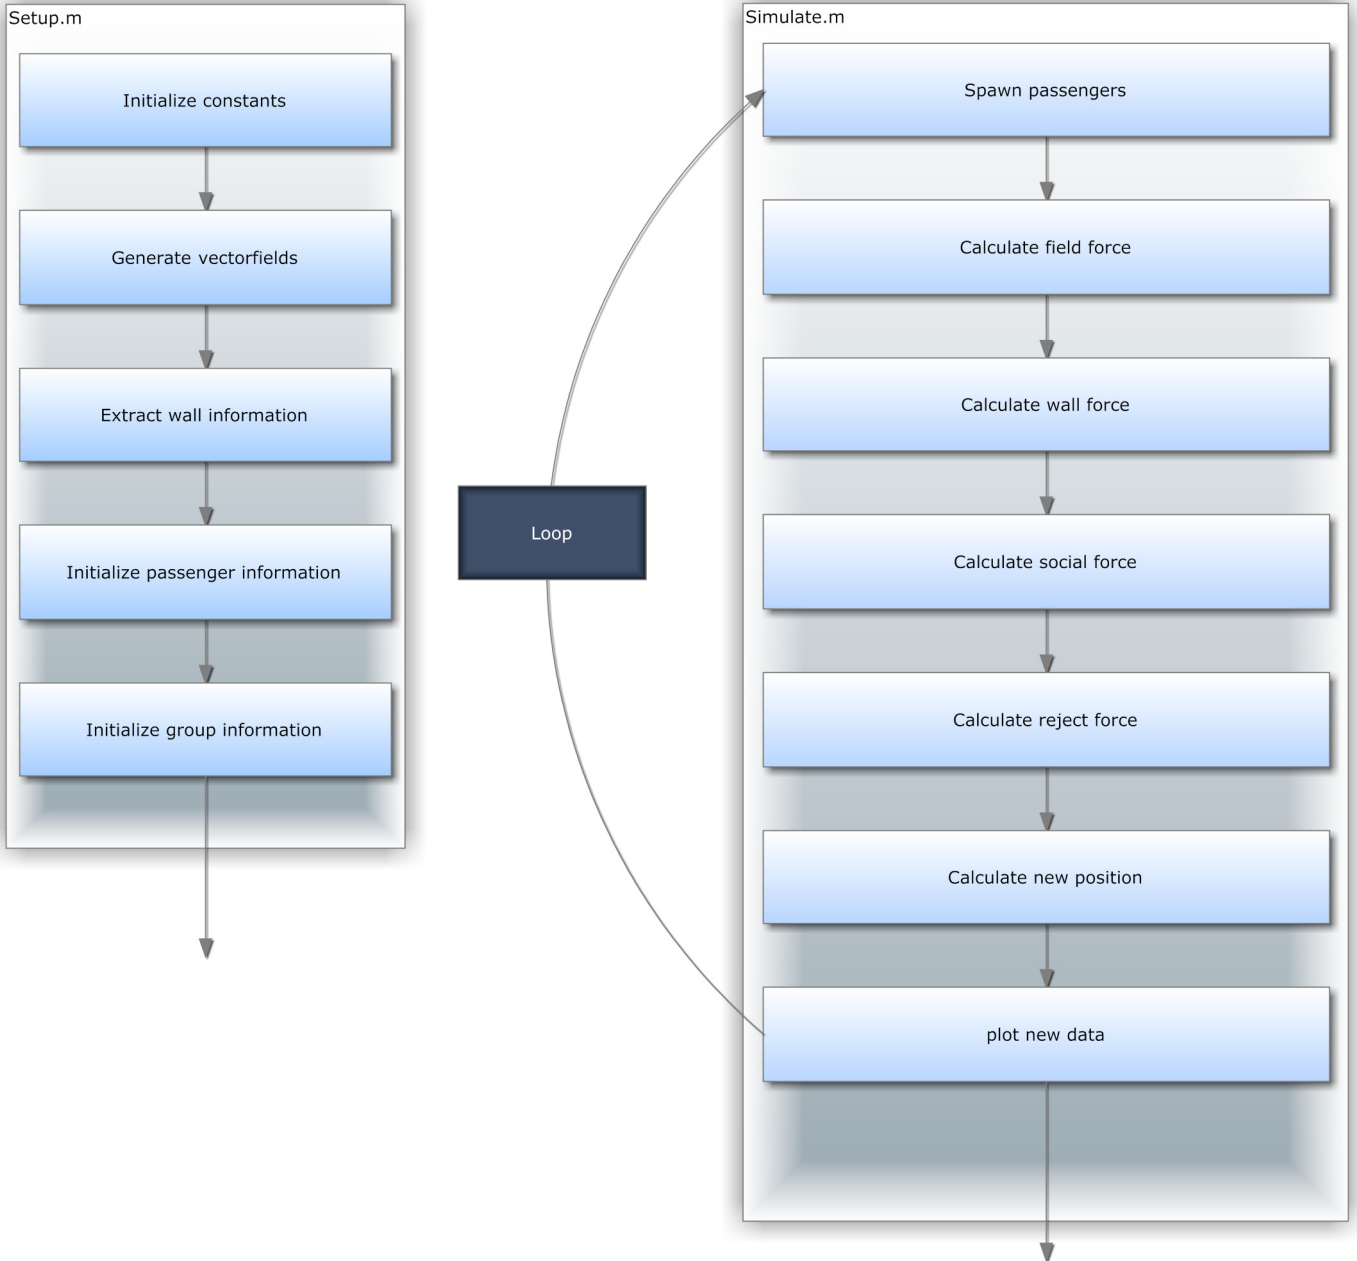 Setup.m
Initialize constants
Generate vectorfields
Extract wall information
Initialize passenger information
Initialize group information
Loop
Simulate.m
Spawn passengers
Calculate field force
Calculate wall force
Calculate social force
Calculate reject force
Calculate new position
plot new data